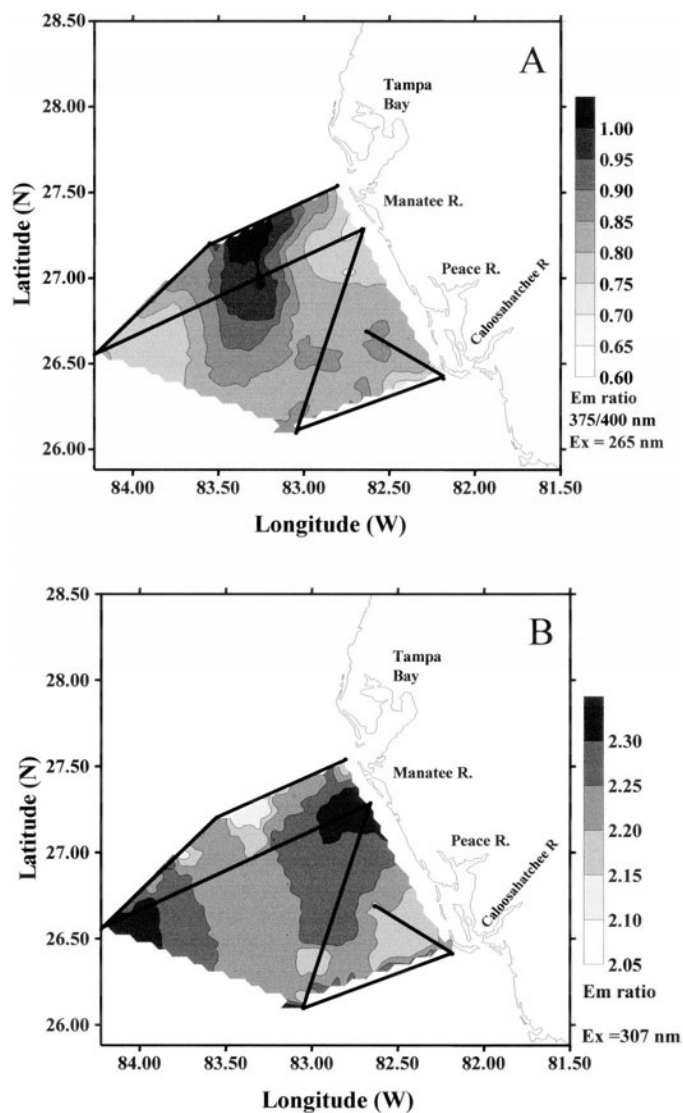 28.50
A
Tampa
Bay
28.00
1.00
0.95
27.50
Manatee R.
0.90
0.85
Latitude (N)
27.00
Peace R.
Caloosahatchee R
0.80
0.75
0.70
26.50
0.65
0.60
Em ratio
375/400 nm
Ex = 265 nm
26.00
84.00 83.50 83.00 82.50 82.00 81.50
Longitude (W)
28.50
B
Tampa
Bay
28.00
2.30
27.50
Manatee R.
2.25
2.20
Latitude (N)
27.00
Peace R.
Caloosahatchee R
2.15
2.10
26.50
2.05
Em ratio
Ex =307 nm
26.00
84.00 83.50 83.00 82.50 82.00 81.50
Longitude (W)